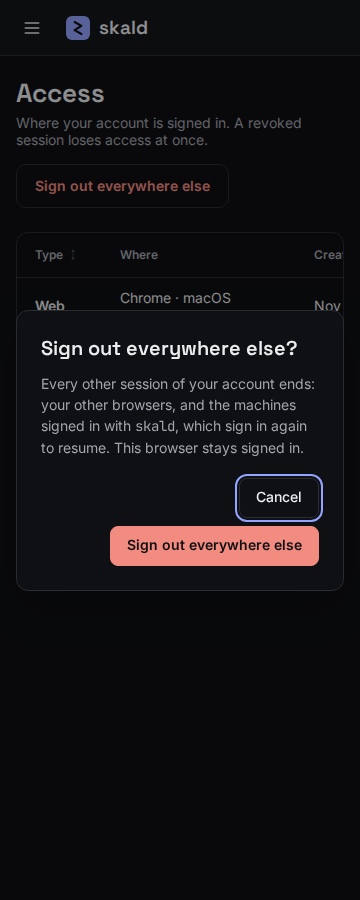 skald
Access
Where your account is signed in. A revoked
session loses access at once.
Sign out everywhere else
Type Where
Chrome · macOS
Web Nov
Sign out everywhere else?
Every other session of your account ends:
your other browsers, and the machines
signed in with skald, which sign in again
to resume. This browser stays signed in.
Cancel
Sign out everywhere else